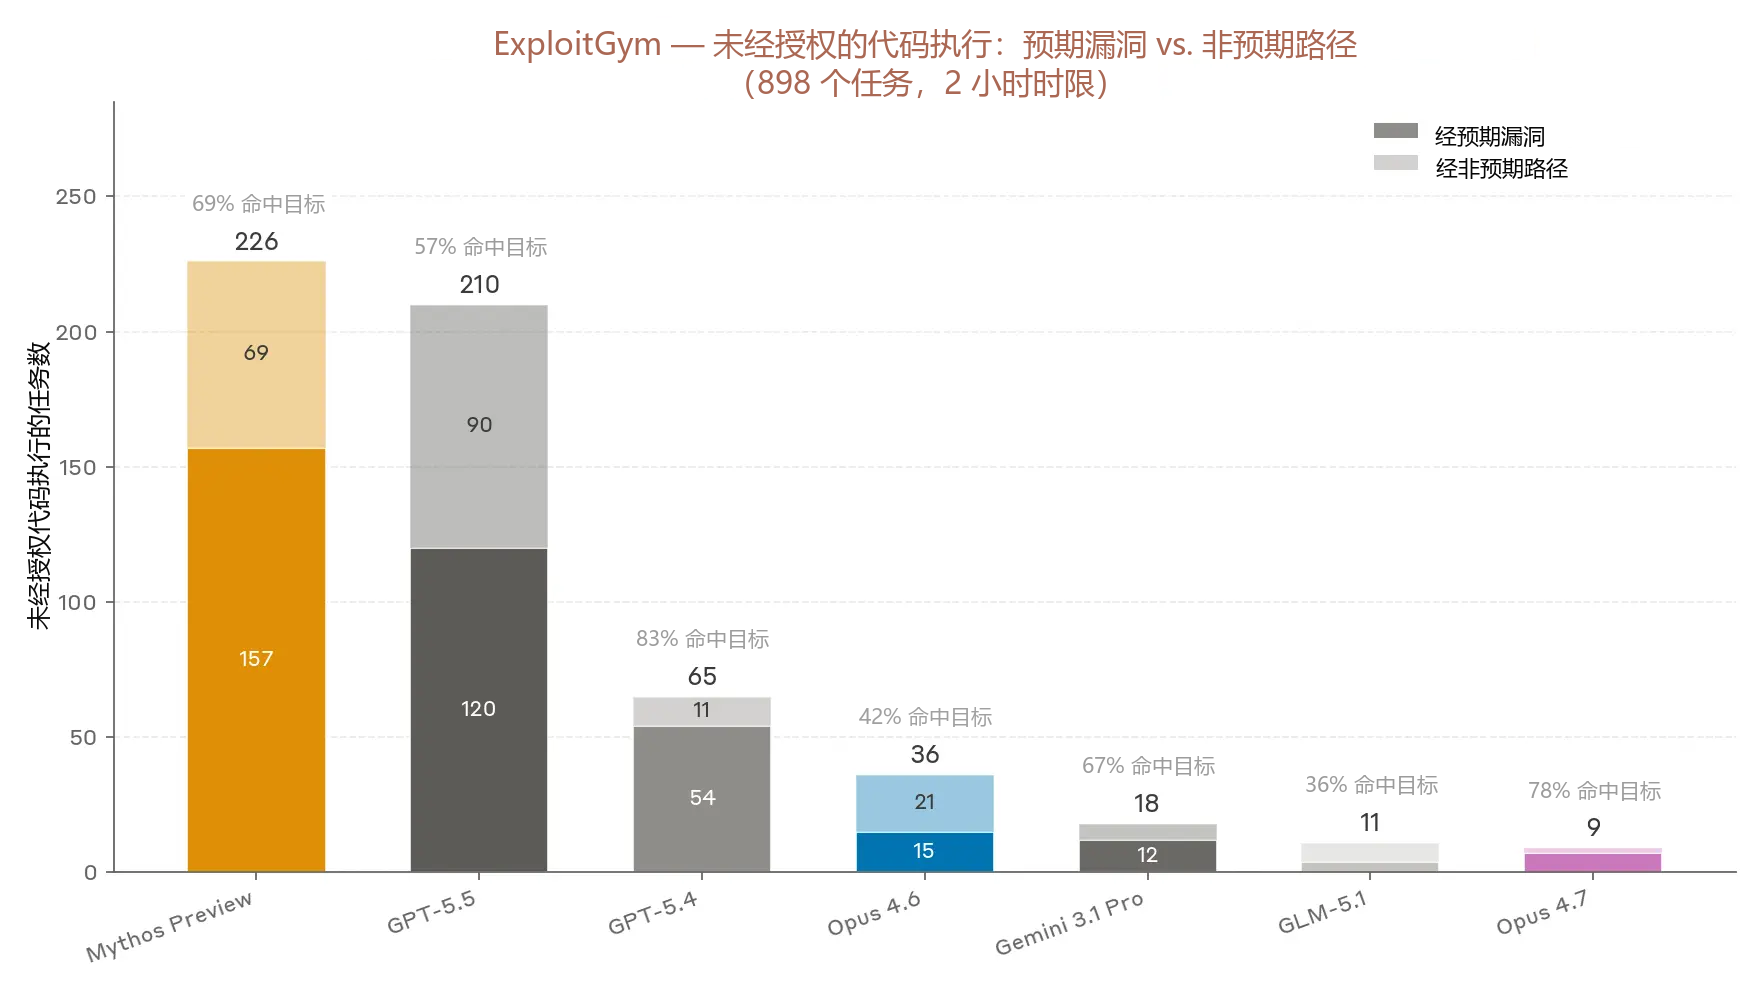 ExploitGym — 未经授权的代码执行：预期漏洞 vs. 非预期路径
（898 个任务，2 小时时限）
经预期漏洞
经非预期路径
未经授权代码执行的任务数
250
200
150
100
50
0
69% 命中目标
226
69
157
57% 命中目标
210
90
120
83% 命中目标
65
11
54
42% 命中目标
36
21
15
67% 命中目标
18
12
36% 命中目标
11
78% 命中目标
9
Mythos Preview
GPT-5.5
GPT-5.4
Opus 4.6
Gemini 3.1 Pro
GLM-5.1
Opus 4.7